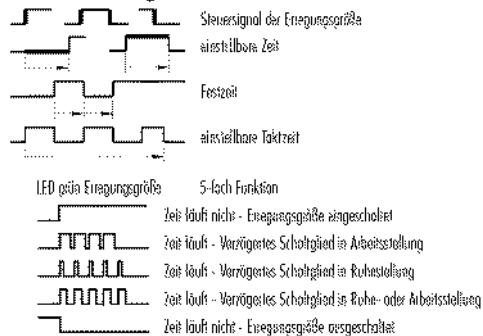 Steuersignal der Erregungsgröße
einstellbare Zeit
Festzeit
einstellbare Taktzeit
LED grün Erregungsgröße 5-fach Funktion
Zeit läuft nicht - Erregungsgröße eingeschaltet
Zeit läuft - Verzögertes Schaltglied in Arbeitsstellung
Zeit läuft - Verzögertes Schaltglied in Ruhestellung
Zeit läuft - Verzögertes Schaltglied in Ruhe- oder Arbeitsstellung
Zeit läuft nicht - Erregungsgröße ausgeschaltet